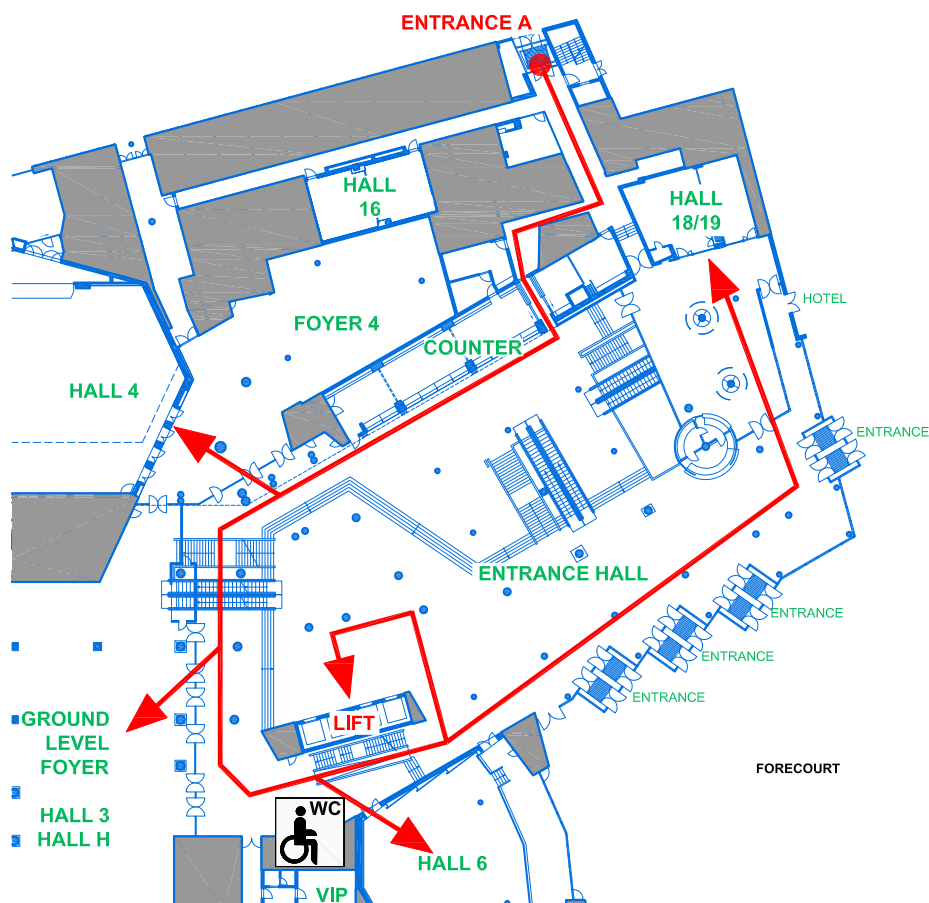 ENTRANCE A
HALL
16
HALL
18/19
HOTEL
FOYER 4
COUNTER
HALL 4
ENTRANCE
ENTRANCE HALL
ENTRANCE
ENTRANCE
ENTRANCE
LIFT
GROUND
LEVEL
FOYER
FORECOURT
HALL 3
HALL H
WC
HALL 6
VIP